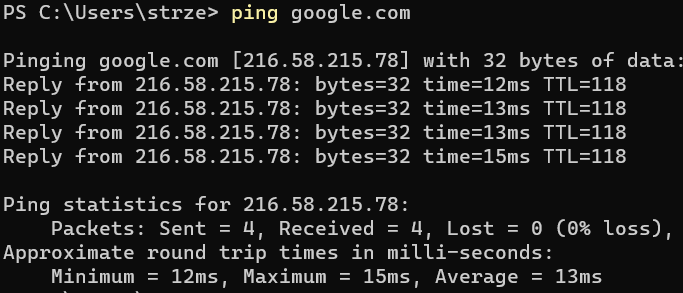 PS C:\Users\strze> ping google.com
Pinging google.com [216.58.215.78] with 32 bytes of data:
Reply from 216.58.215.78: bytes=32 time=12ms TTL=118
Reply from 216.58.215.78: bytes=32 time=13ms TTL=118
Reply from 216.58.215.78: bytes=32 time=13ms TTL=118
Reply from 216.58.215.78: bytes=32 time=15ms TTL=118
Ping statistics for 216.58.215.78:
    Packets: Sent = 4, Received = 4, Lost = 0 (0% loss),
Approximate round trip times in milli-seconds:
    Minimum = 12ms, Maximum = 15ms, Average = 13ms